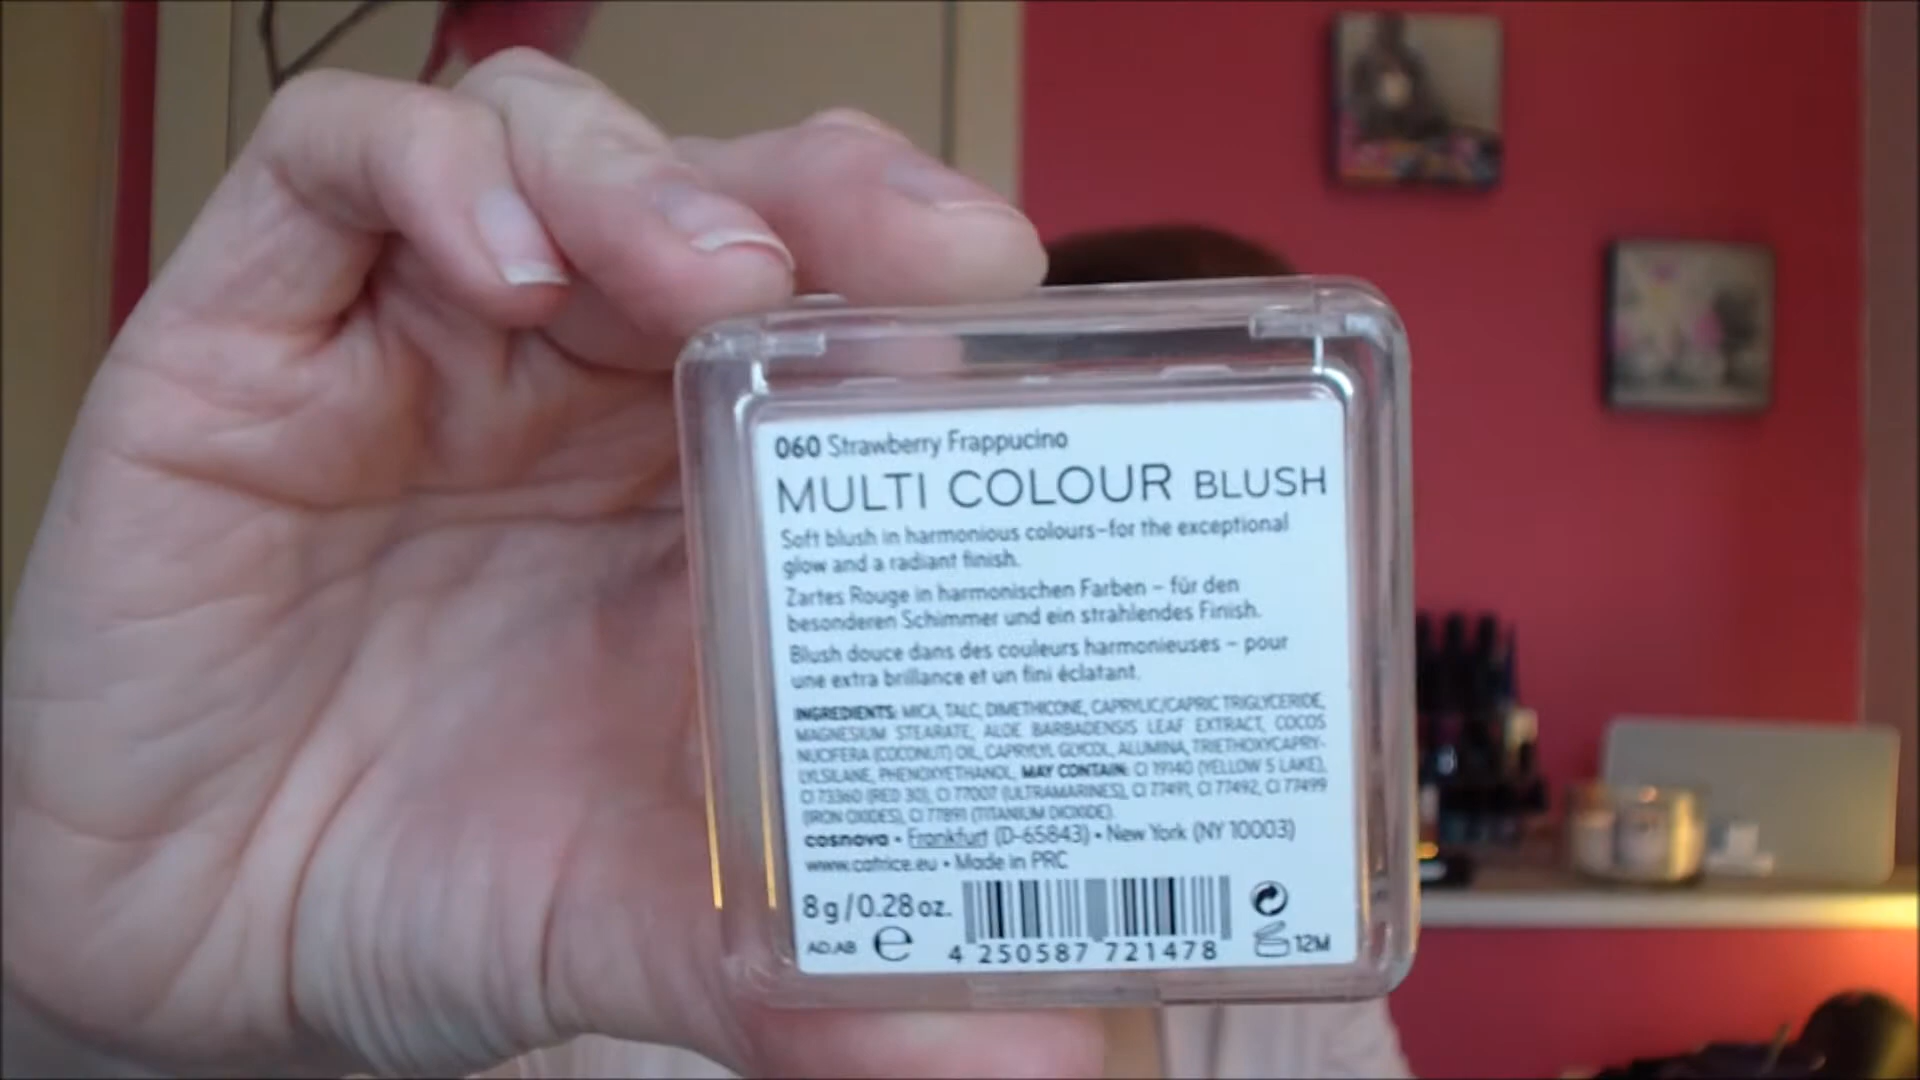 060 Strawberry Frappucino
MULTI COLOUR BLUSH
Soft blush in harmonious colours–for the exceptional
glow and a radiant finish.
Zartes Rouge in harmonischen Farben – für den
besonderen Schimmer und ein strahlendes Finish.
Blush douce dans des couleurs harmonieuses – pour
une extra brillance et un fini éclatant.
INGREDIENTS: MICA, TALC, DIMETHICONE, CAPRYLIC/CAPRIC TRIGLYCERIDE,
MAGNESIUM STEARATE, ALOE BARBADENSIS LEAF EXTRACT, COCOS
NUCIFERA (COCONUT) OIL, CAPRYLYL GLYCOL, ALUMINA, TRIETHOXYCAPRY-
LYLSILANE, PHENOXYETHANOL, MAY CONTAIN: CI 19140 (YELLOW 5 LAKE),
CI 73360 (RED 30), CI 77007 (ULTRAMARINES), CI 77491, CI 77492, CI 77499
(IRON OXIDES), CI 77891 (TITANIUM DIOXIDE).
cosnova • Frankfurt (D-65843) • New York (NY 10003)
www.catrice.eu • Made in PRC
8 g / 0.28 oz.
AD.AB e 4 250587 721478 12M